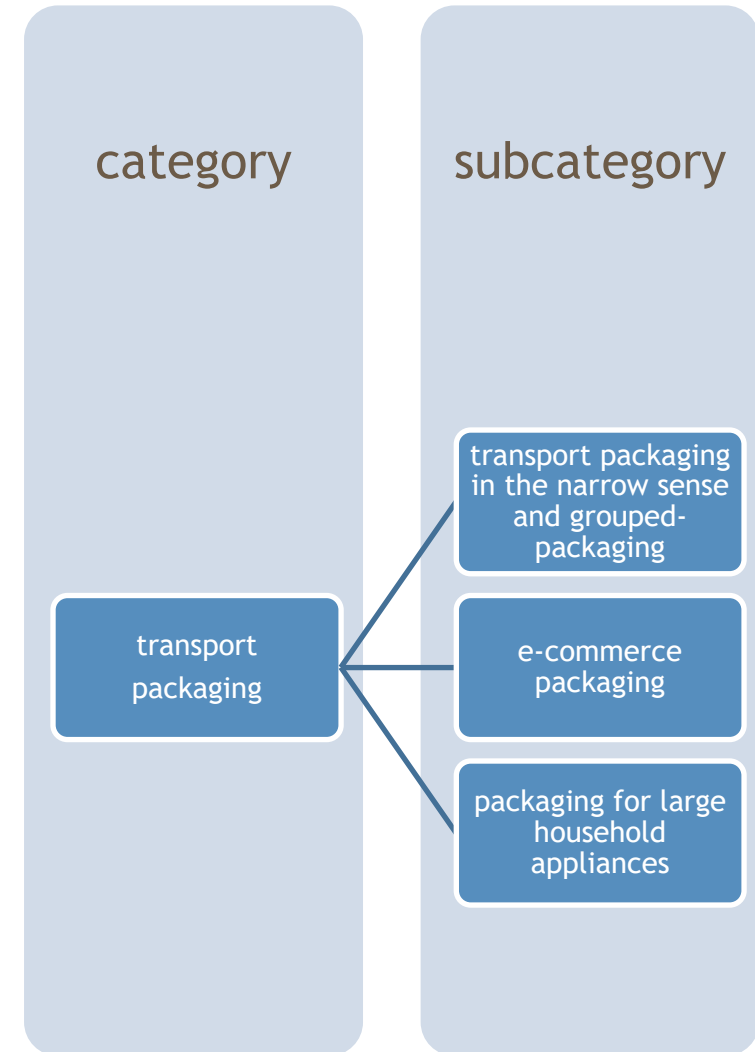 category
subcategory
transport
packaging
transport packaging
in the narrow sense
and grouped-
packaging
e-commerce
packaging
packaging for large
household
appliances